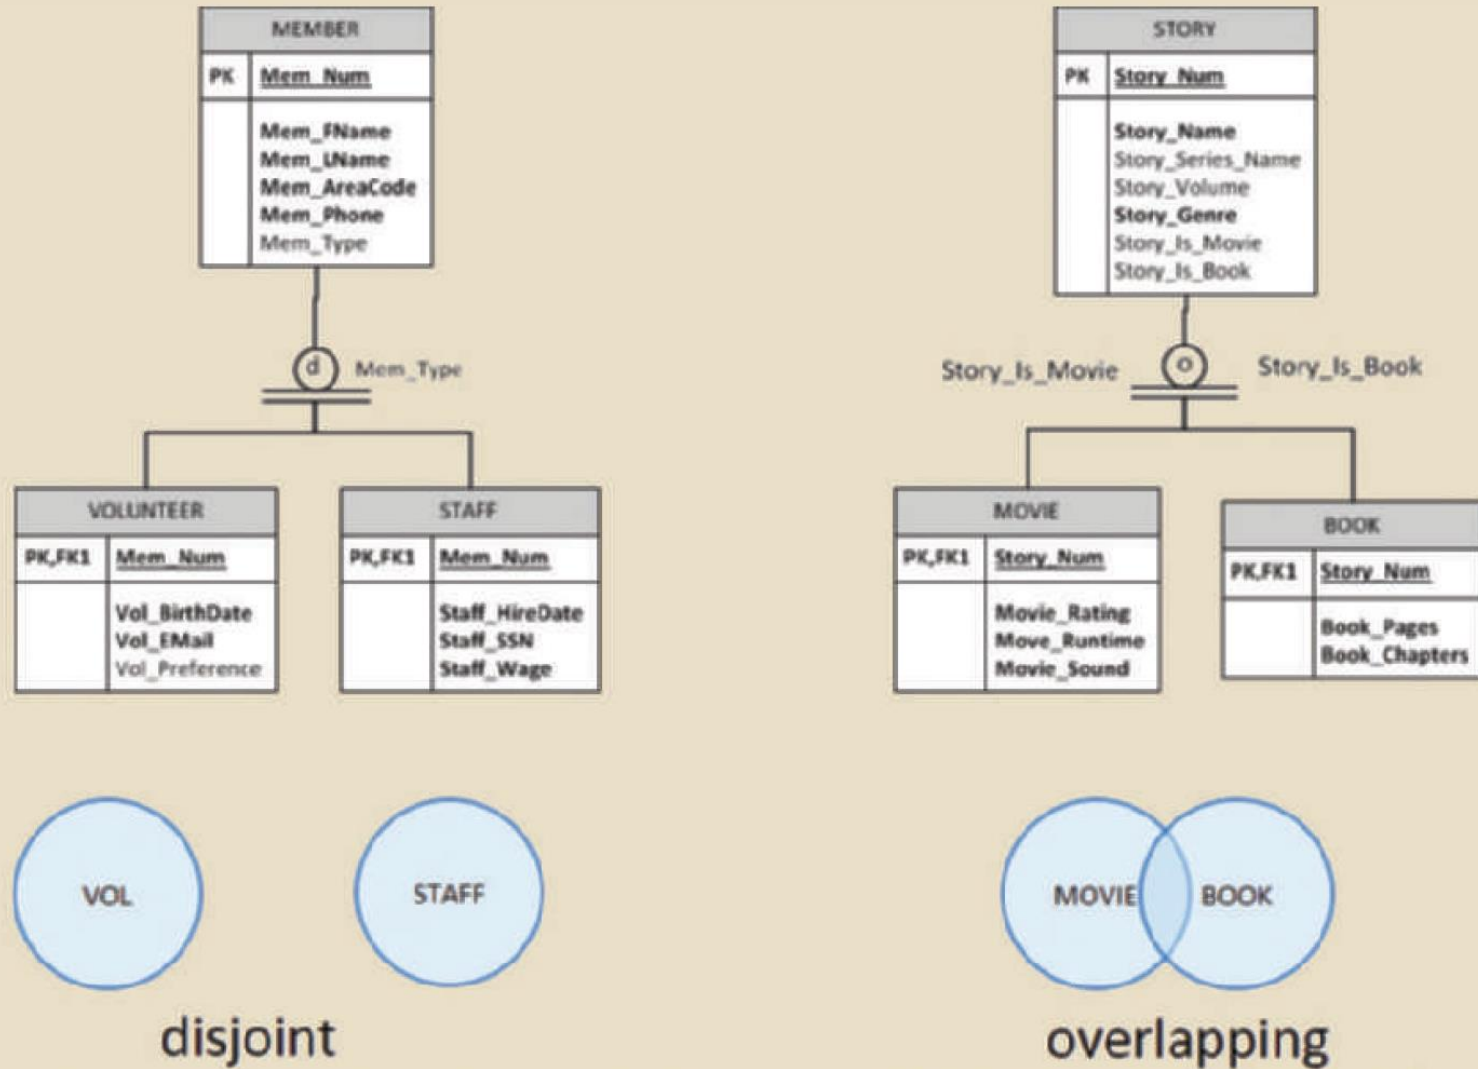 MEMBER
PK Mem_Num
Mem_FName
Mem_LName
Mem_AreaCode
Mem_Phone
Mem_Type
d Mem_Type
VOLUNTEER
PK,FK1 Mem_Num
Vol_BirthDate
Vol_EMail
Vol_Preference
STAFF
PK,FK1 Mem_Num
Staff_HireDate
Staff_SSN
Staff_Wage
VOL
STAFF
disjoint
STORY
PK Story_Num
Story_Name
Story_Series_Name
Story_Volume
Story_Genre
Story_Is_Movie
Story_Is_Book
Story_Is_Movie o Story_Is_Book
MOVIE
PK,FK1 Story_Num
Movie_Rating
Move_Runtime
Movie_Sound
BOOK
PK,FK1 Story_Num
Book_Pages
Book_Chapters
MOVIE
BOOK
overlapping